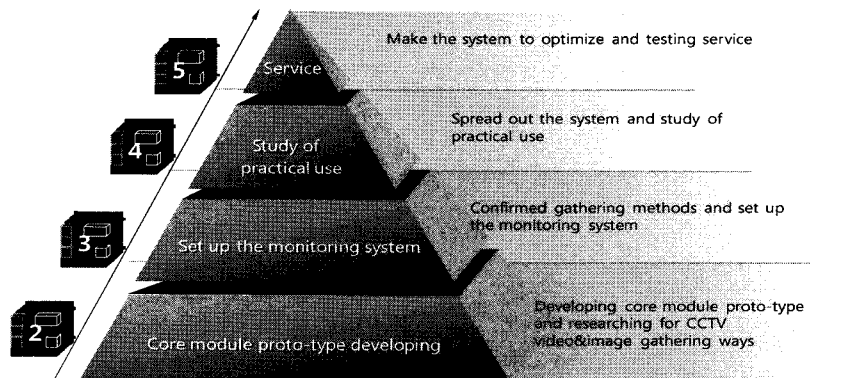 5
Service
Make the system to optimize and testing service
4
Study of
practical use
Spread out the system and study of
practical use
3
Set up the monitoring system
Confirmed gathering methods and set up
the monitoring system
2
Core module proto-type developing
Developing core module proto-type
and researching for CCTV
video&image gathering ways